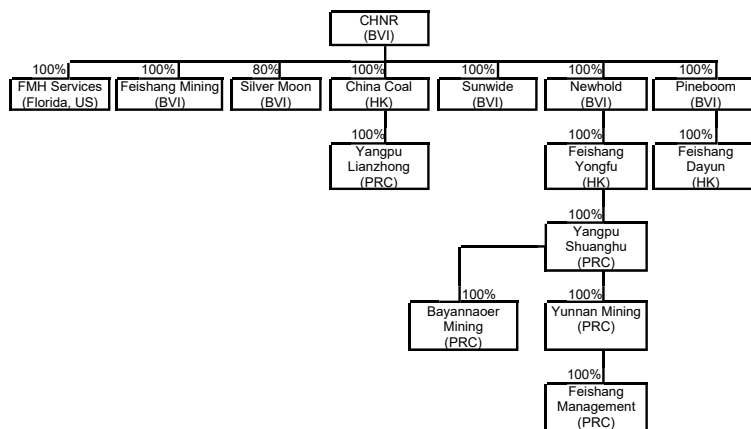 CHNR
(BVI)
100%
100%
80%
100%
100%
100%
100%
FMH Services
(Florida, US)
Feishang Mining
(BVI)
Silver Moon
(BVI)
China Coal
(HK)
Sunwide
(BVI)
Newhold
(BVI)
Pineboom
(BVI)
100%
Yangpu
Lianzhong
(PRC)
100%
Feishang
Yongfu
(HK)
100%
Feishang
Dayun
(HK)
100%
Yangpu
Shuanghu
(PRC)
100%
Bayannaoer
Mining
(PRC)
100%
Yunnan Mining
(PRC)
100%
Feishang
Management
(PRC)